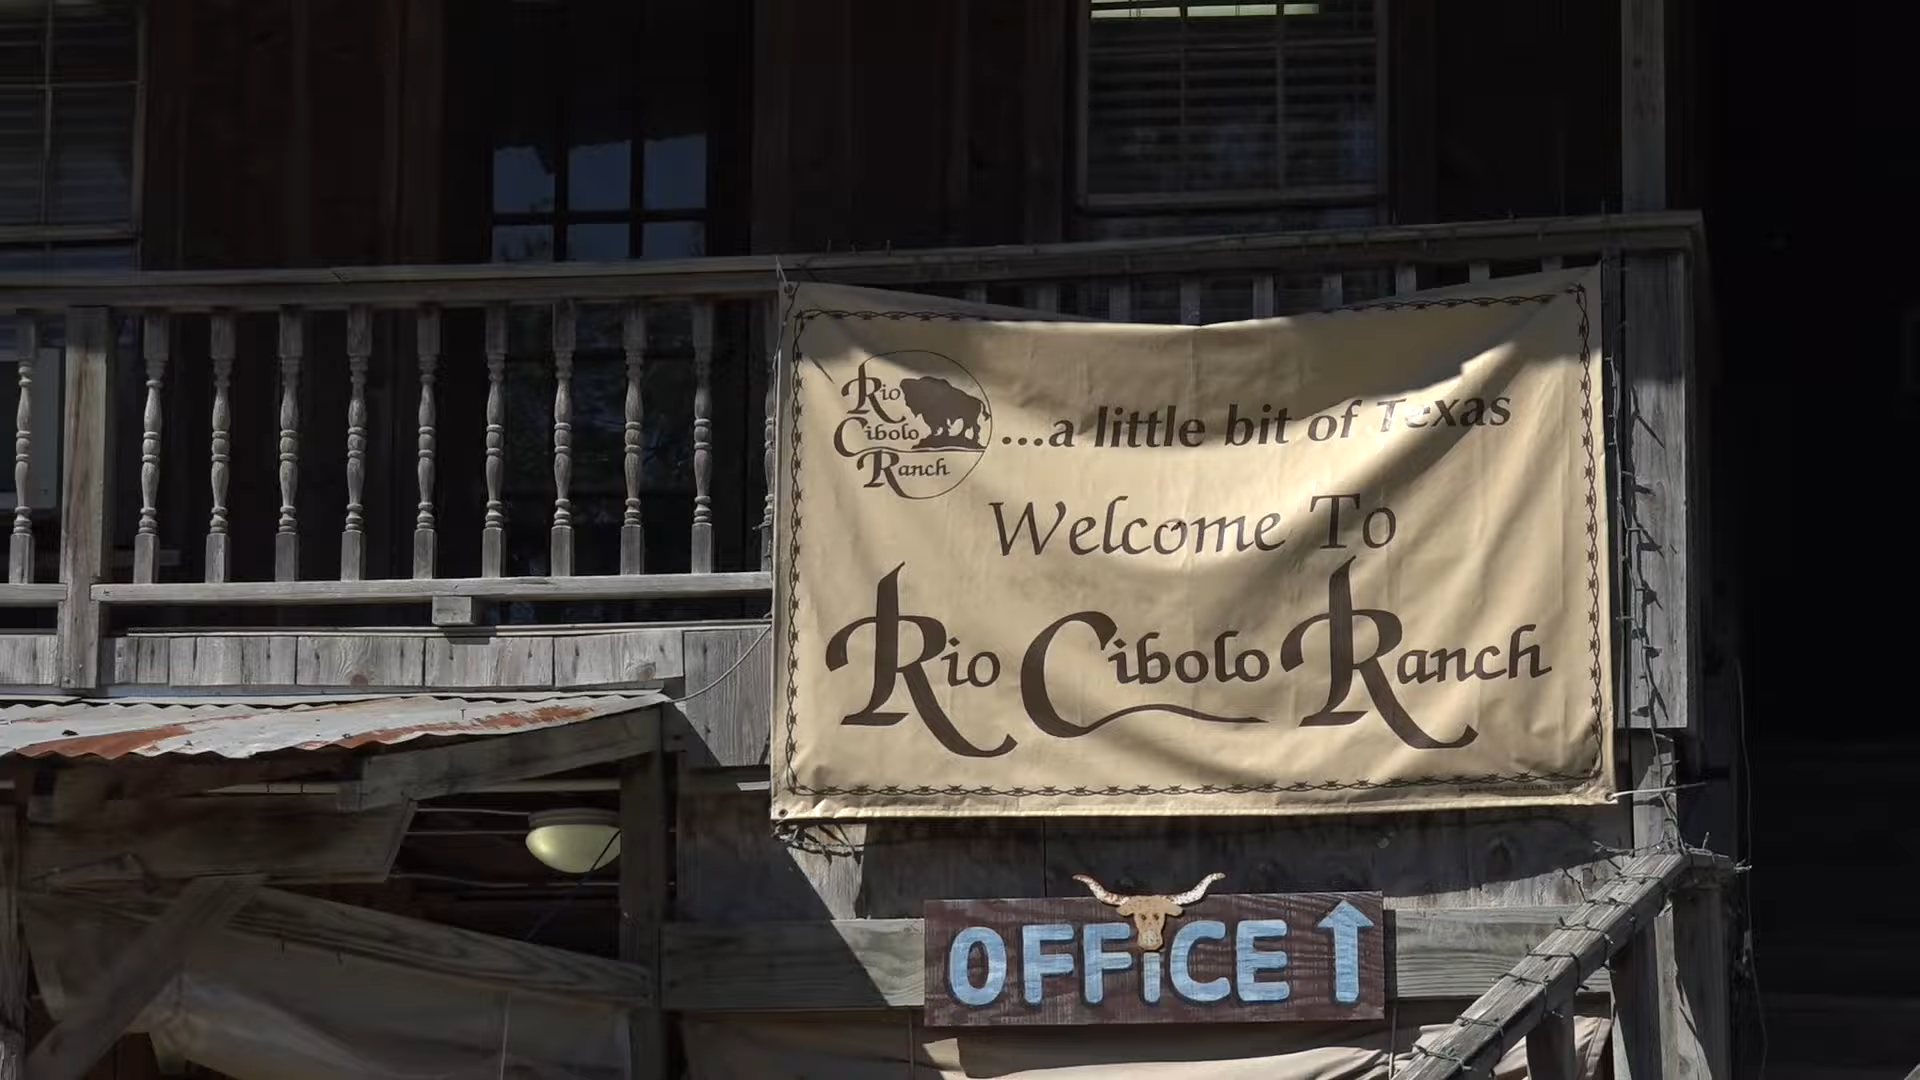 Rio
Cibolo
Ranch
...a little bit of Texas
Welcome To
Rio Cibolo Ranch
OFFiCE